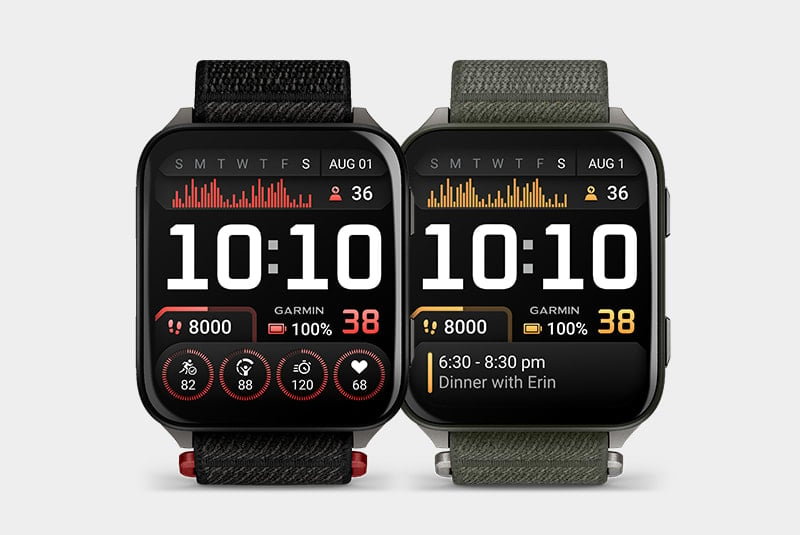 S M T W T F S AUG 01
36
10:10
GARMIN
8000 100% 38
82 88 120 68
S M T W T F S AUG 1
36
10:10
GARMIN
8000 100% 38
6:30 - 8:30 pm
Dinner with Erin